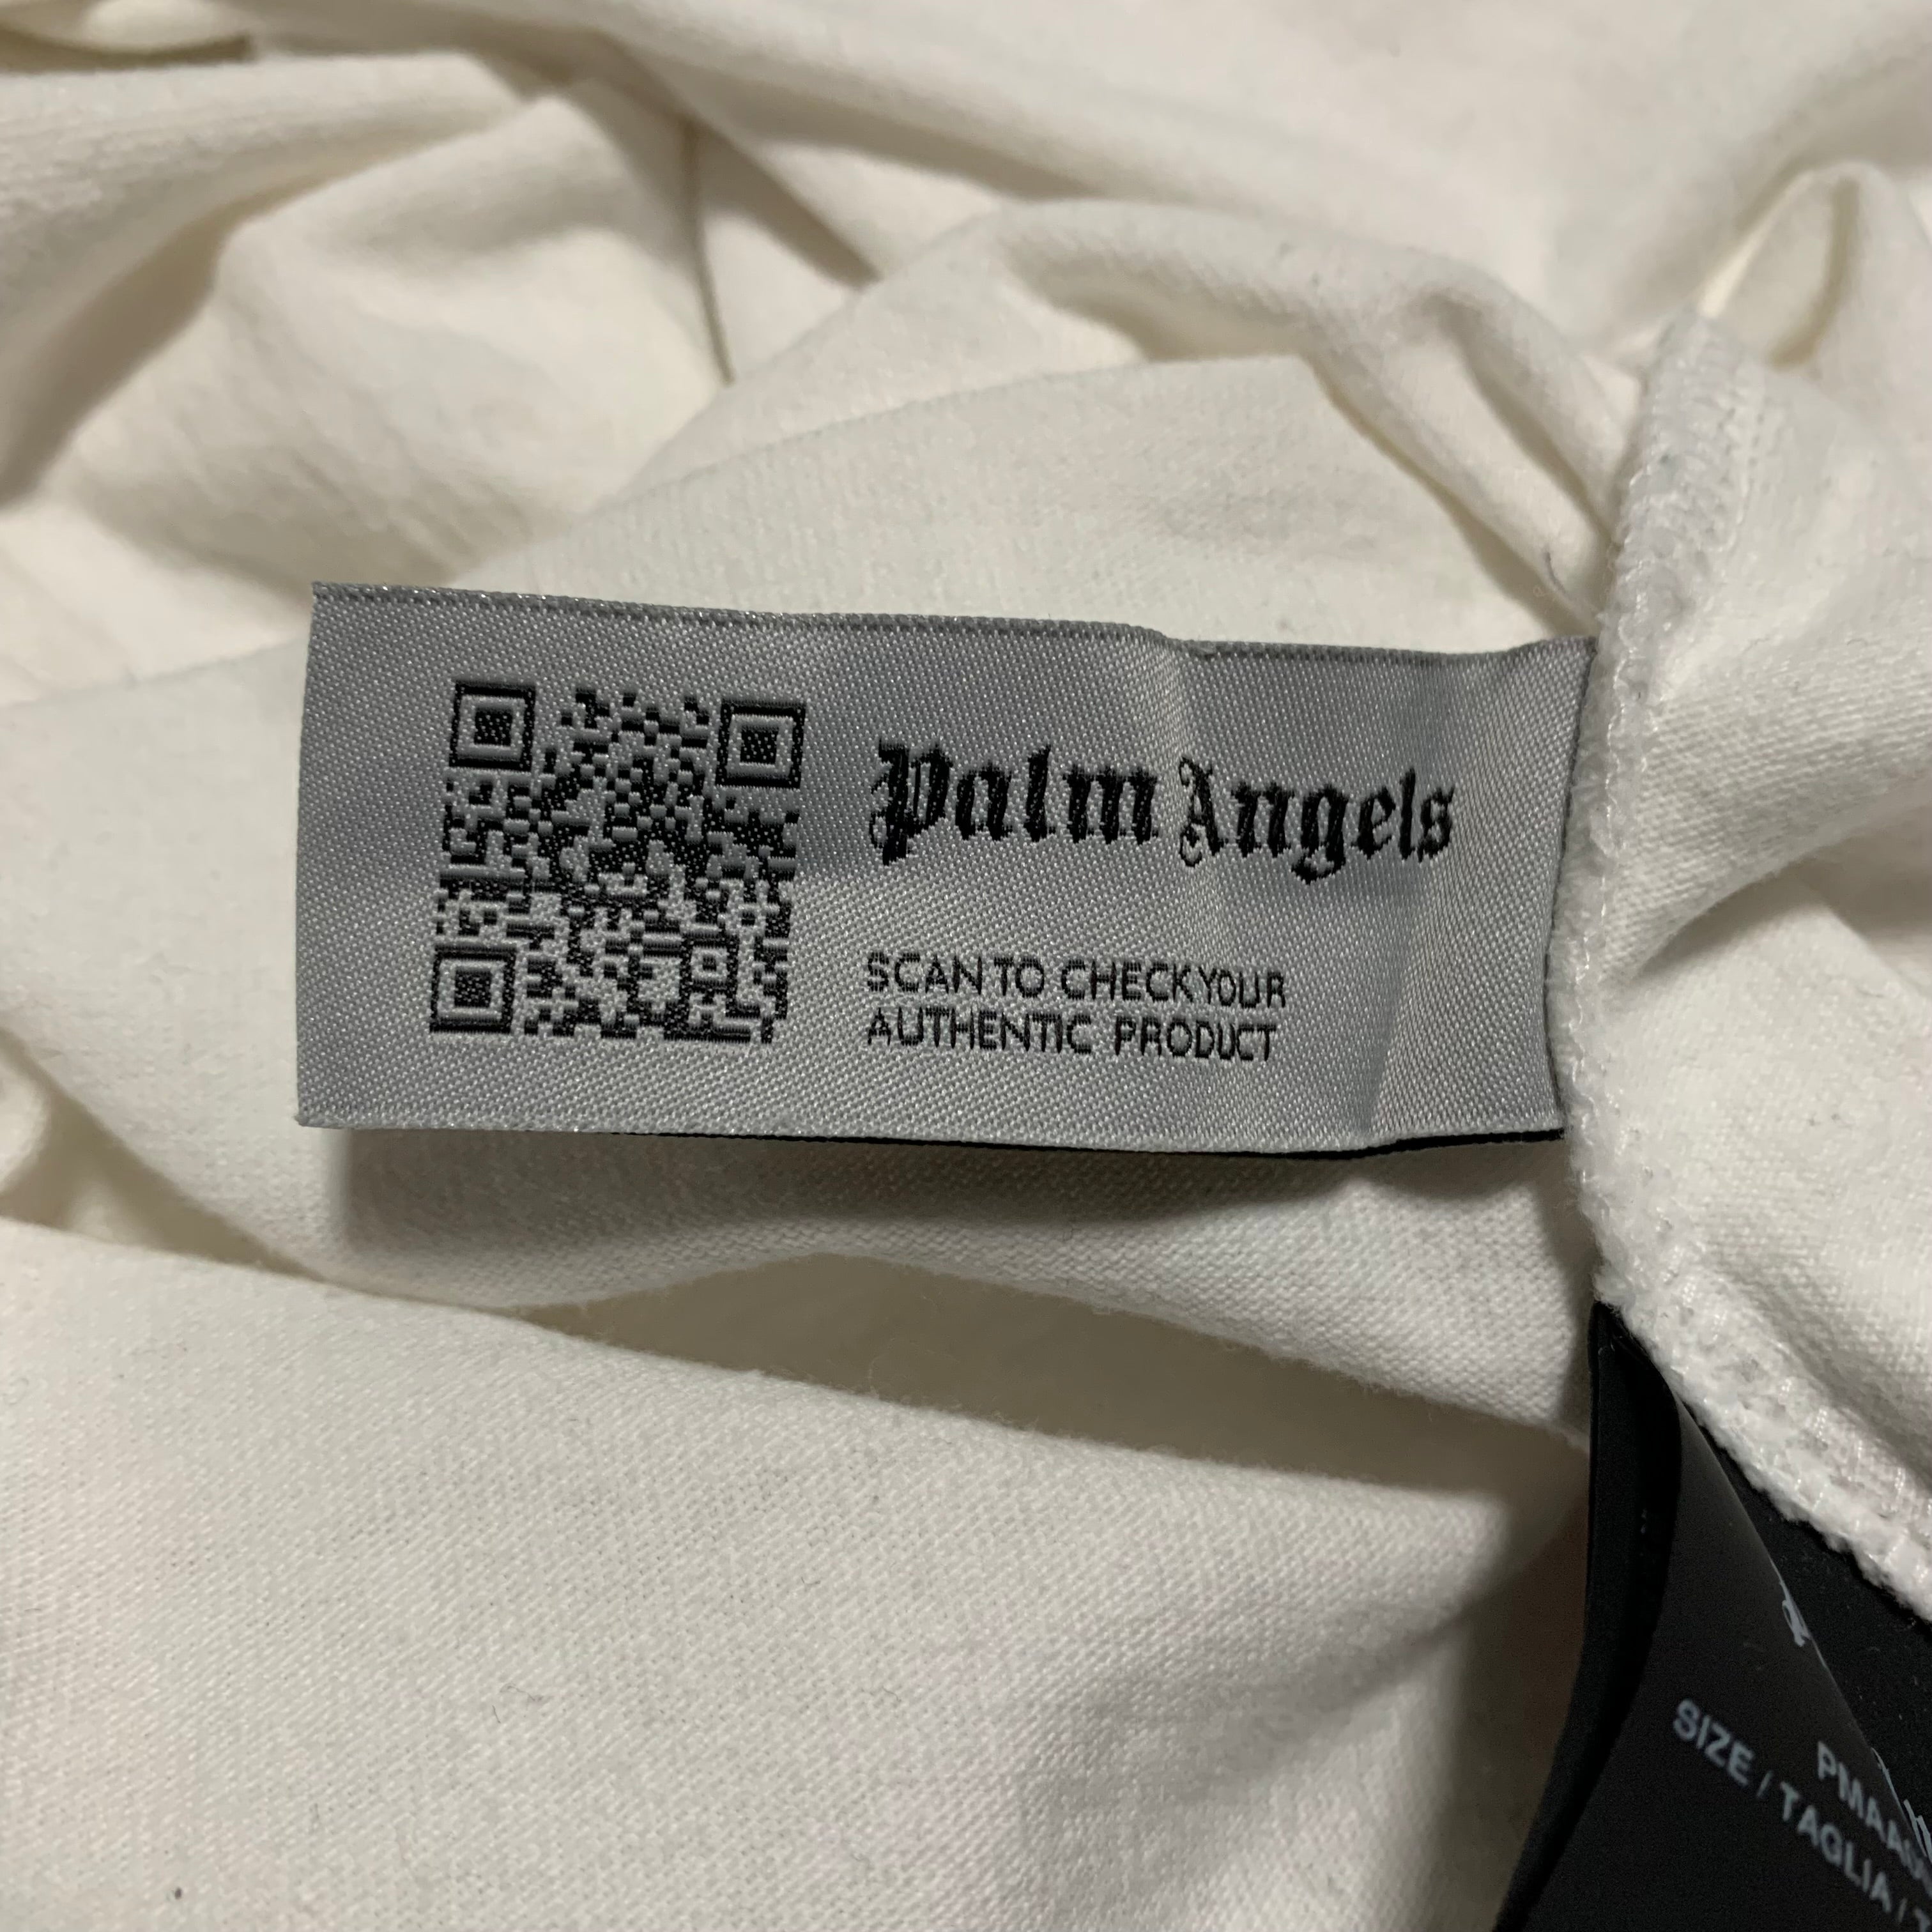 Palm Angels
SCAN TO CHECK YOUR
AUTHENTIC PRODUCT
SIZE / TAGLIA /